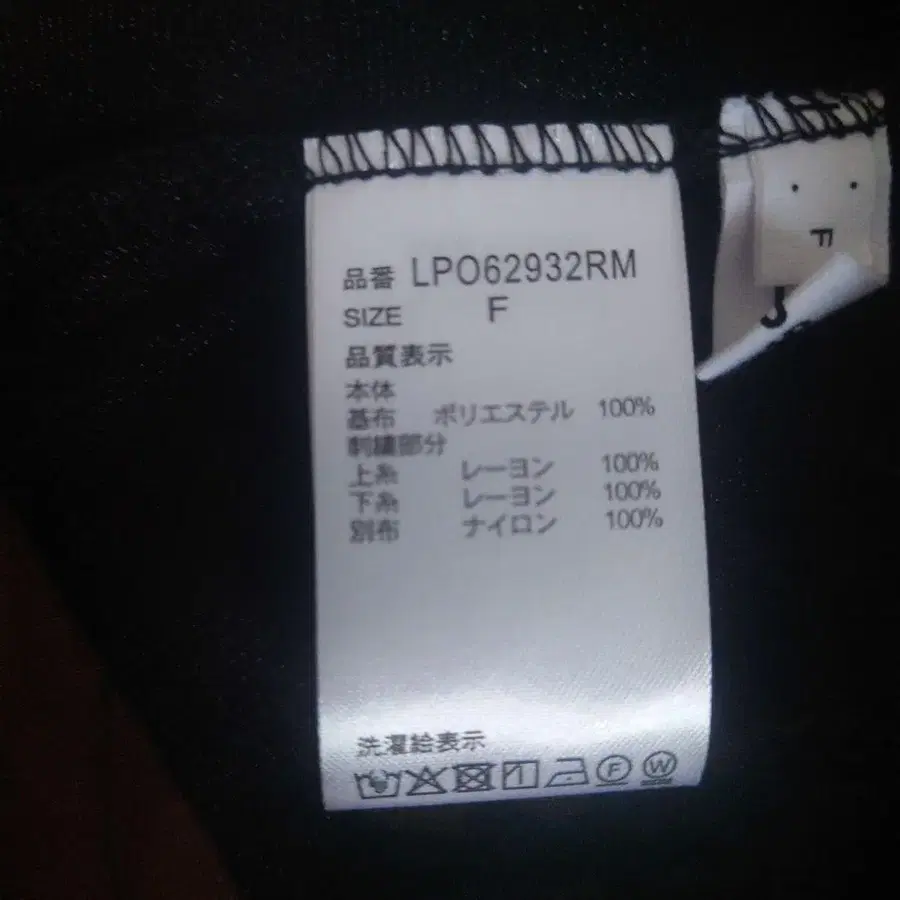 品番 LPO62932RM
SIZE F
品質表示
本体
基布 ポリエステル 100%
刺繍部分
上糸 レーヨン 100%
下糸 レーヨン 100%
別布 ナイロン 100%
洗濯絵表示
F W
F